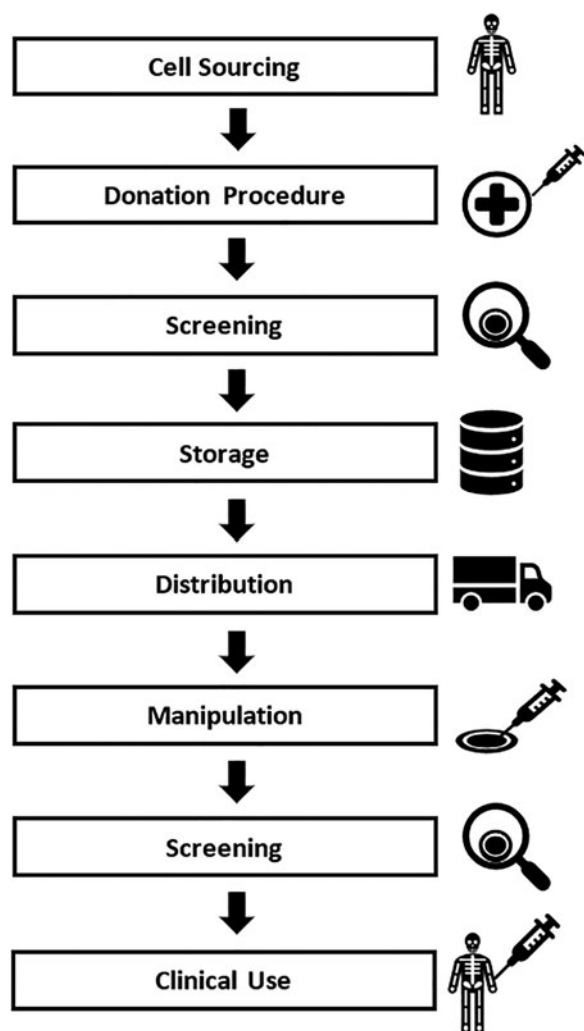 Cell Sourcing
Donation Procedure
Screening
Storage
Distribution
Manipulation
Screening
Clinical Use